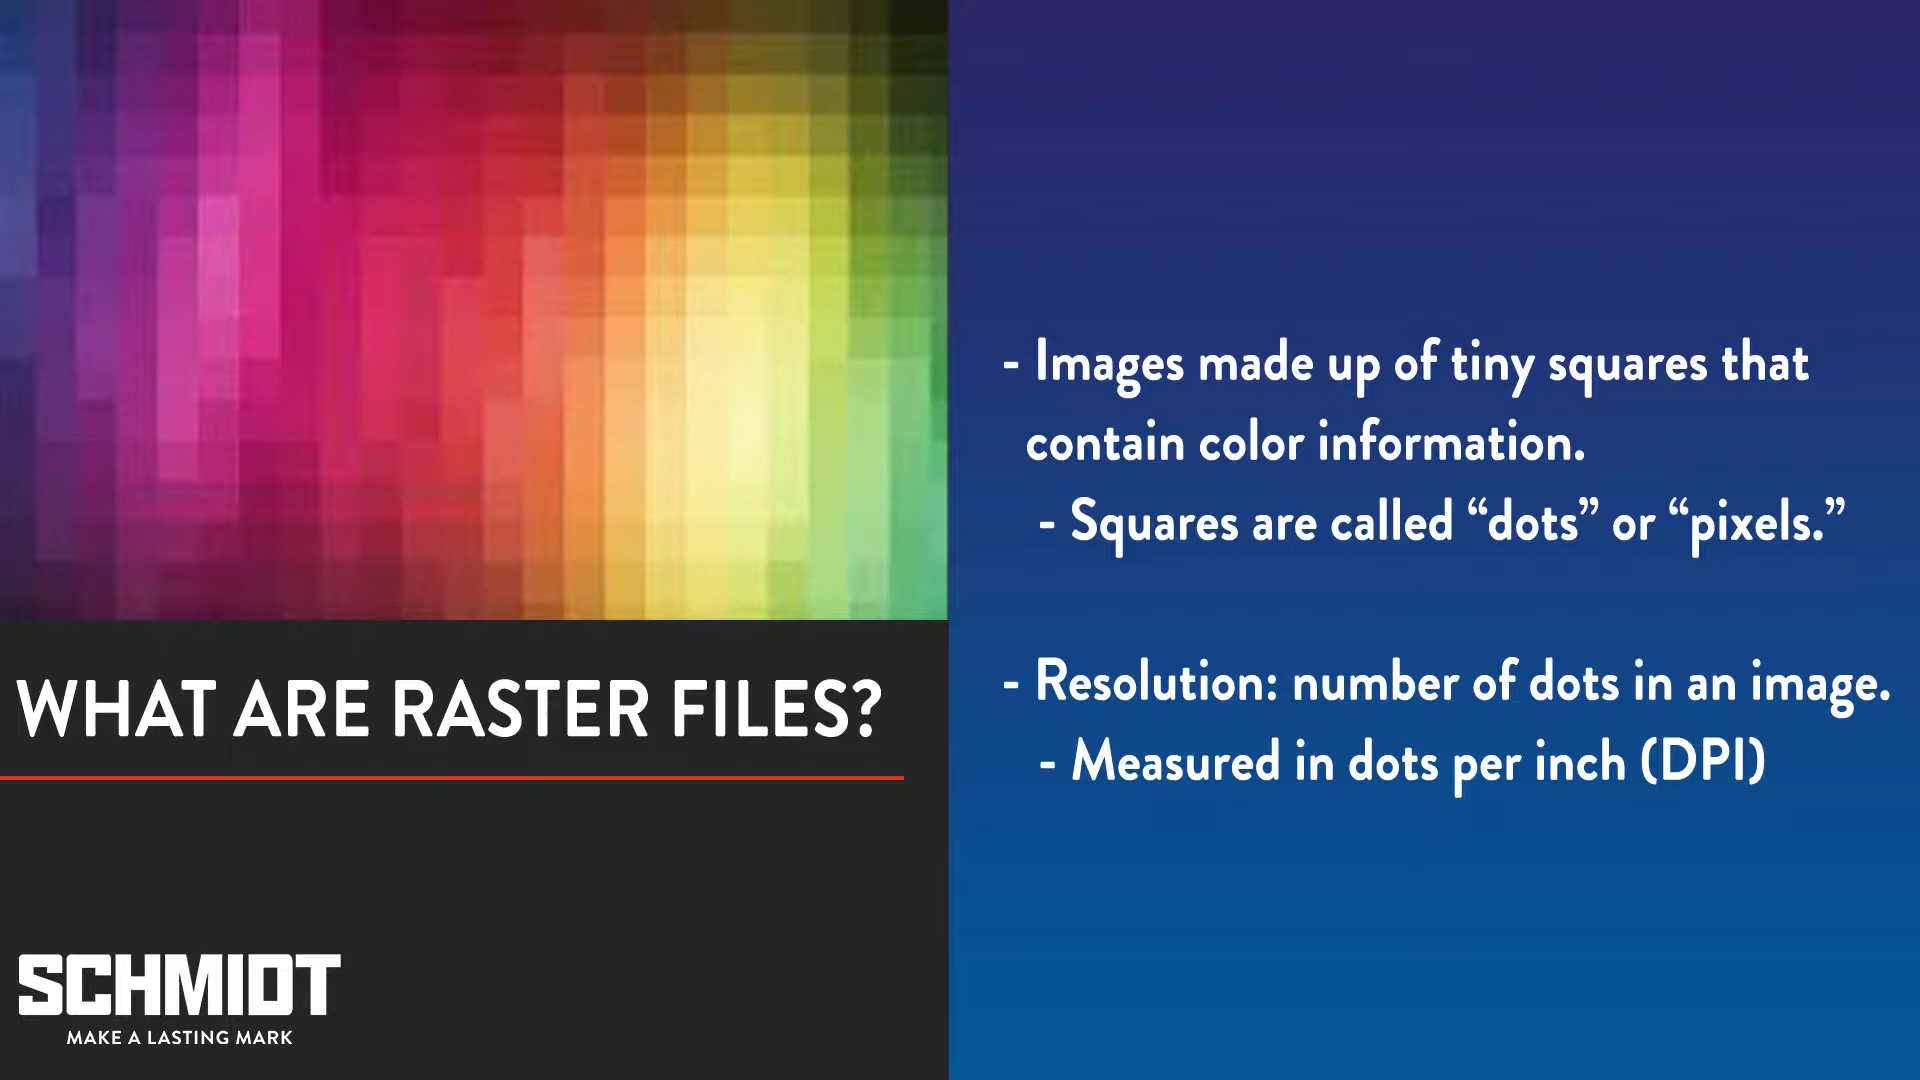 WHAT ARE RASTER FILES?
SCHMIDT
MAKE A LASTING MARK
- Images made up of tiny squares that
contain color information.
- Squares are called “dots” or “pixels.”
- Resolution: number of dots in an image.
- Measured in dots per inch (DPI)